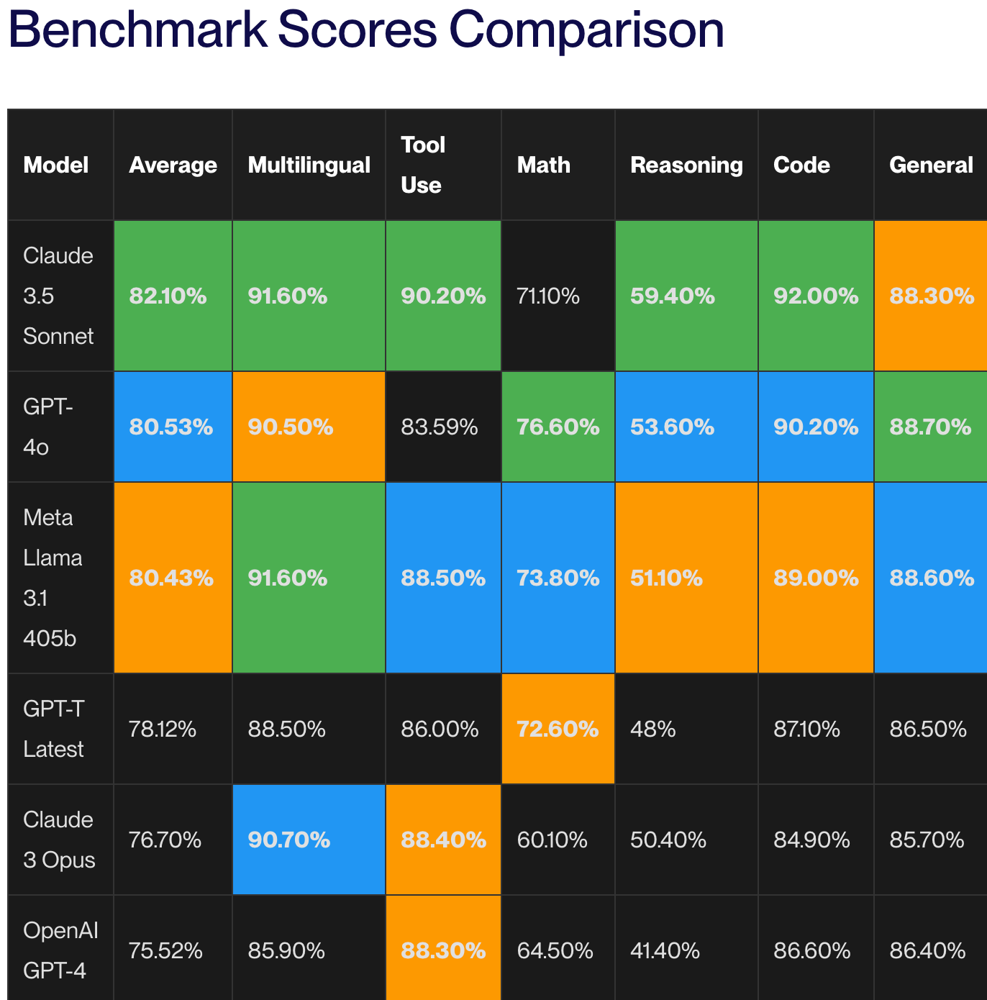 Benchmark Scores Comparison
Model Average Multilingual Tool Use Math Reasoning Code General
Claude 3.5 Sonnet 82.10% 91.60% 90.20% 71.10% 59.40% 92.00% 88.30%
GPT-4o 80.53% 90.50% 83.59% 76.60% 53.60% 90.20% 88.70%
Meta Llama 3.1 405b 80.43% 91.60% 88.50% 73.80% 51.10% 89.00% 88.60%
GPT-T Latest 78.12% 88.50% 86.00% 72.60% 48% 87.10% 86.50%
Claude 3 Opus 76.70% 90.70% 88.40% 60.10% 50.40% 84.90% 85.70%
OpenAI GPT-4 75.52% 85.90% 88.30% 64.50% 41.40% 86.60% 86.40%